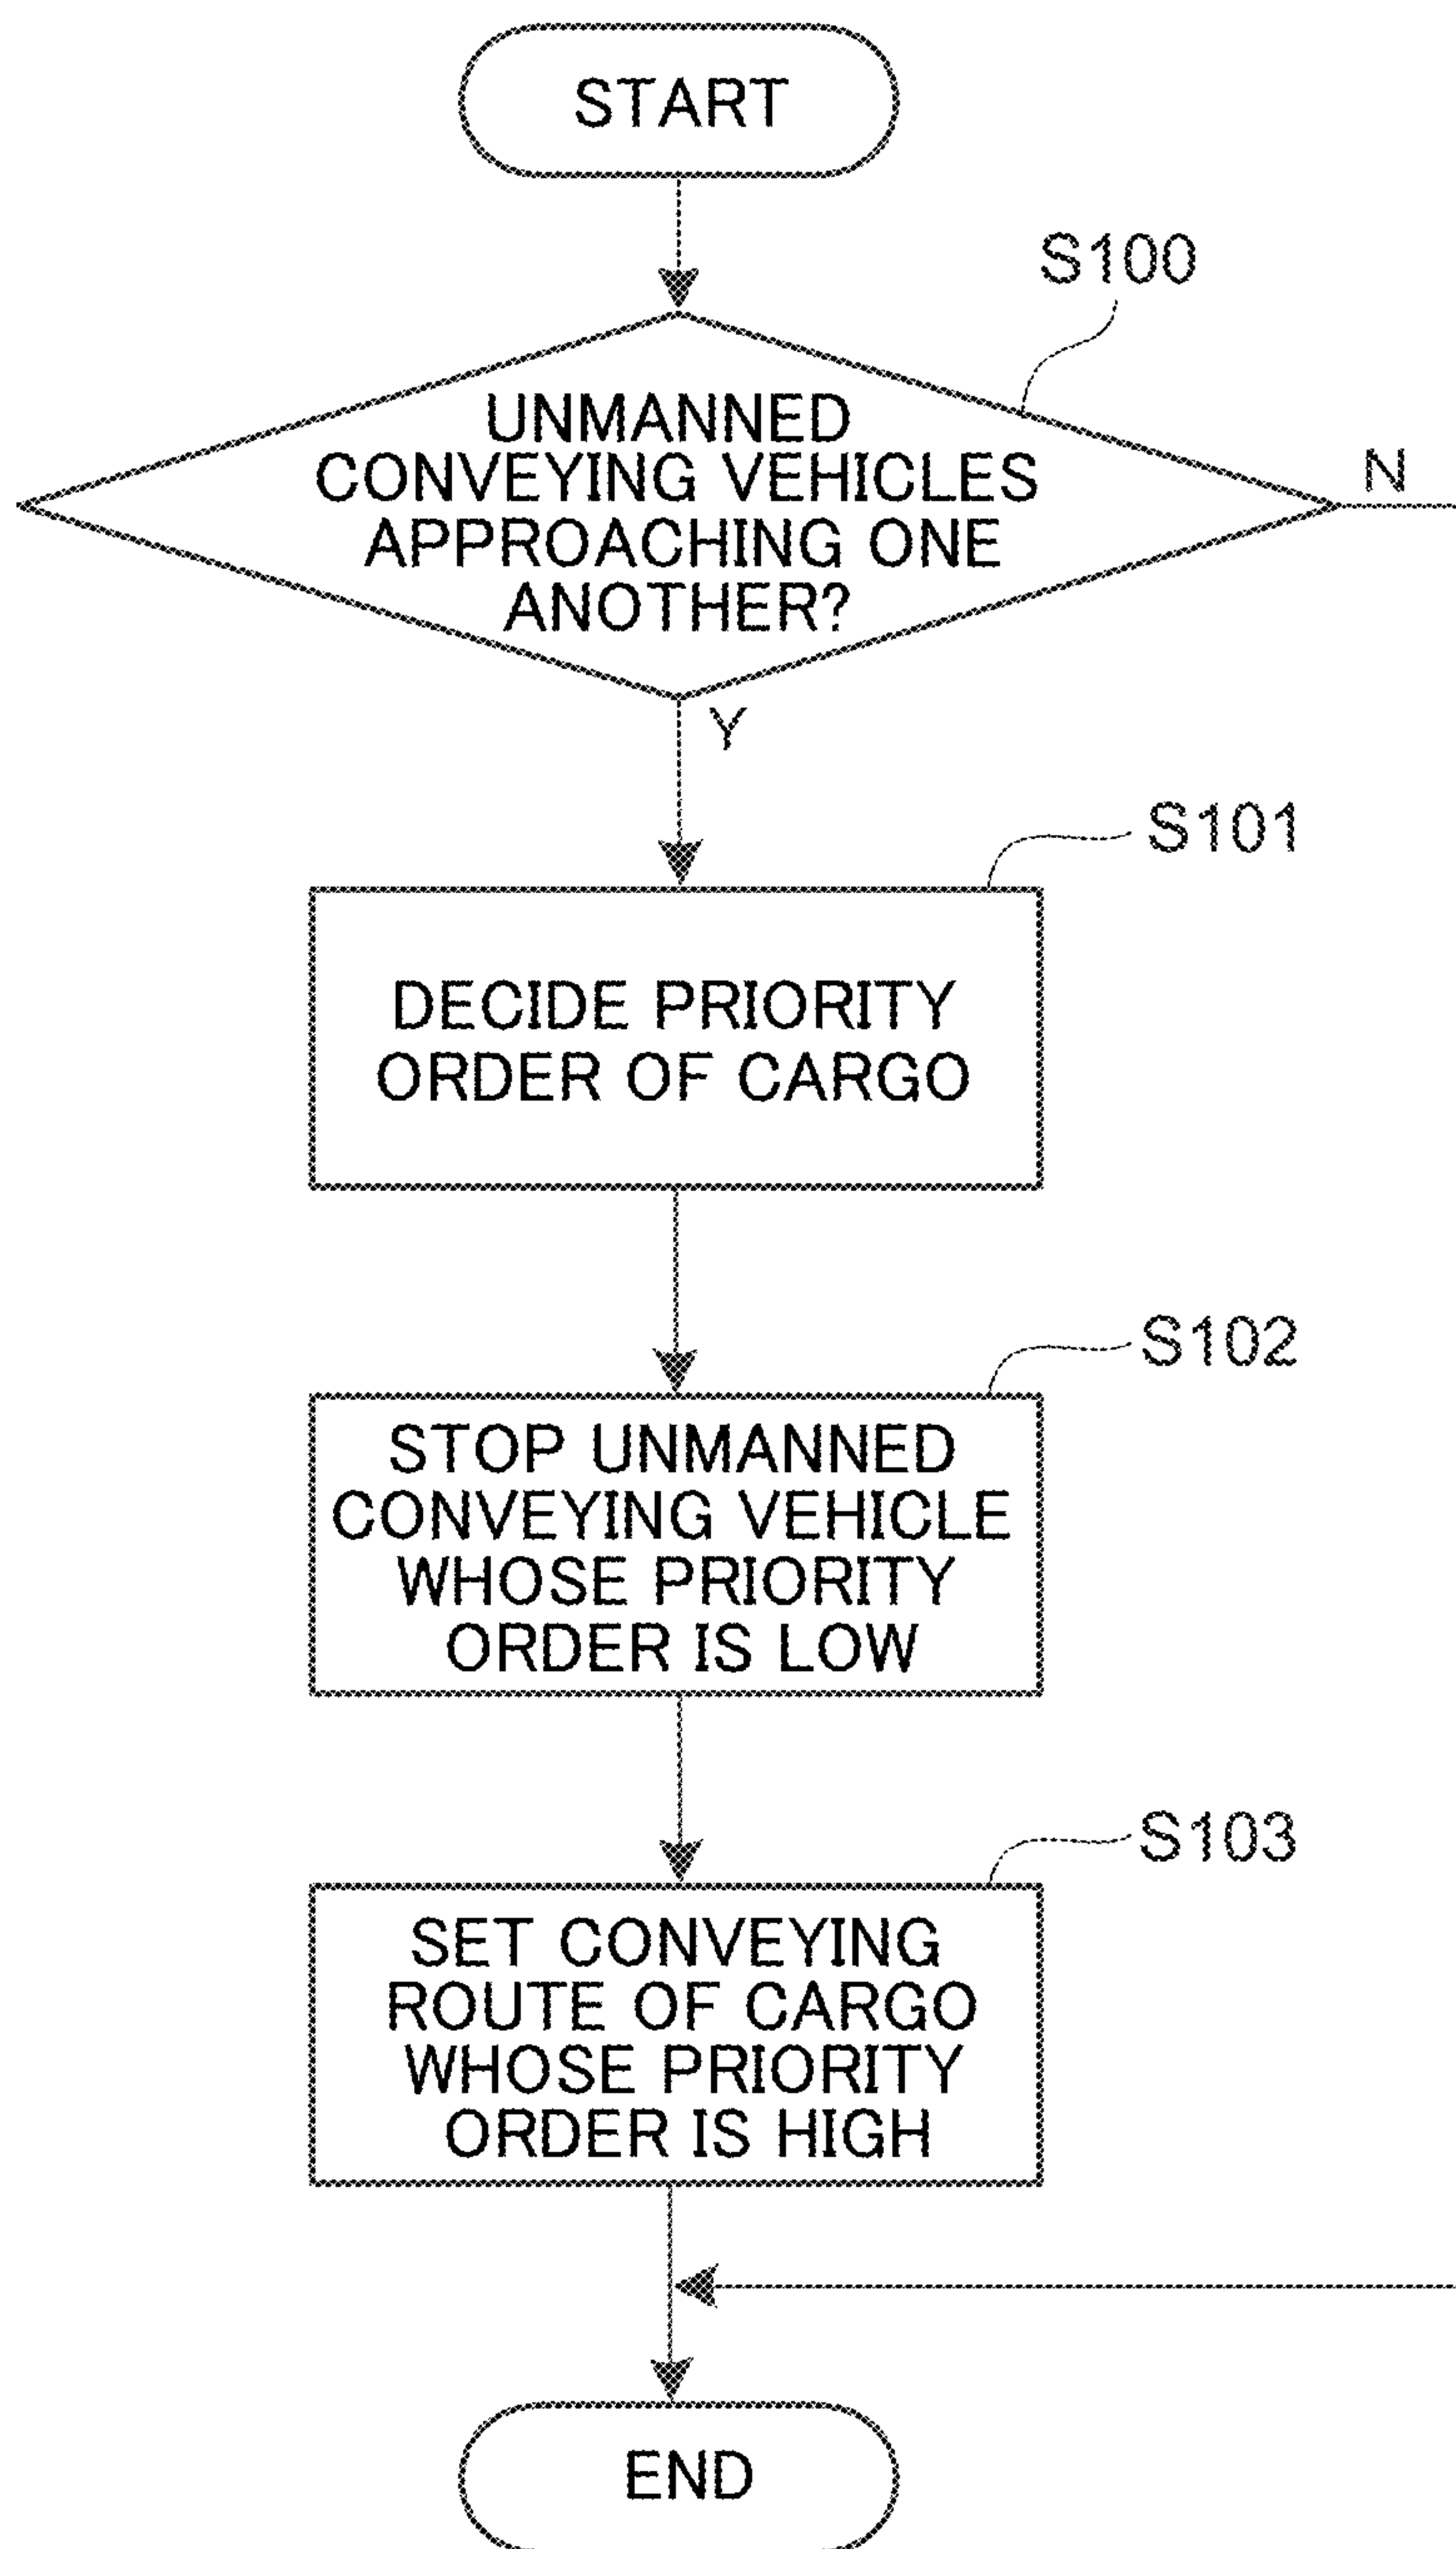 START
S100
UNMANNED
CONVEYING VEHICLES
APPROACHING ONE
ANOTHER?
N
Y
S101
DECIDE PRIORITY
ORDER OF CARGO
S102
STOP UNMANNED
CONVEYING VEHICLE
WHOSE PRIORITY
ORDER IS LOW
S103
SET CONVEYING
ROUTE OF CARGO
WHOSE PRIORITY
ORDER IS HIGH
END